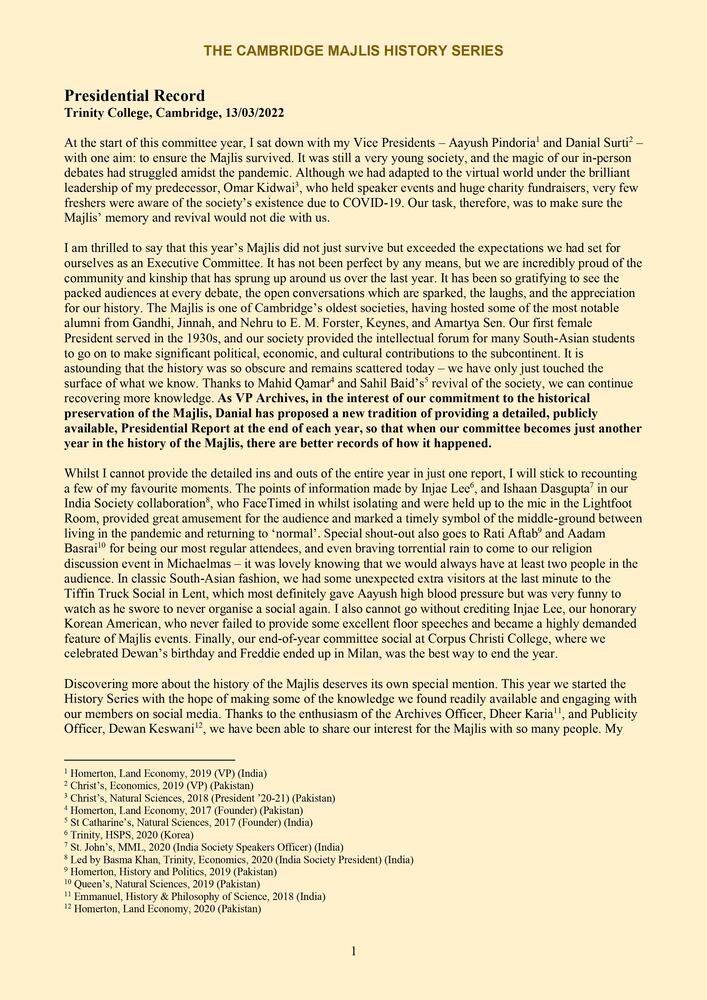 THE CAMBRIDGE MAJLIS HISTORY SERIES
Presidential Record
Trinity College, Cambridge, 13/03/2022
At the start of this committee year, I sat down with my Vice Presidents – Aayush Pindoria¹ and Danial Surti² –
with one aim: to ensure the Majlis survived. It was still a very young society, and the magic of our in-person
debates had struggled amidst the pandemic. Although we had adapted to the virtual world under the brilliant
leadership of my predecessor, Omar Kidwai³, who held speaker events and huge charity fundraisers, very few
freshers were aware of the society’s existence due to COVID-19. Our task, therefore, was to make sure the
Majlis’ memory and revival would not die with us.
I am thrilled to say that this year’s Majlis did not just survive but exceeded the expectations we had set for
ourselves as an Executive Committee. It has not been perfect by any means, but we are incredibly proud of the
community and kinship that has sprung up around us over the last year. It has been so gratifying to see the
packed audiences at every debate, the open conversations which are sparked, the laughs, and the appreciation
for our history. The Majlis is one of Cambridge’s oldest societies, having hosted some of the most notable
alumni from Gandhi, Jinnah, and Nehru to E. M. Forster, Keynes, and Amartya Sen. Our first female
President served in the 1930s, and our society provided the intellectual forum for many South-Asian students
to go on to make significant political, economic, and cultural contributions to the subcontinent. It is
astounding that the history was so obscure and remains scattered today – we have only just touched the
surface of what we know. Thanks to Mahid Qamar⁴ and Sahil Baid’s⁵ revival of the society, we can continue
recovering more knowledge. As VP Archives, in the interest of our commitment to the historical
preservation of the Majlis, Danial has proposed a new tradition of providing a detailed, publicly
available, Presidential Report at the end of each year, so that when our committee becomes just another
year in the history of the Majlis, there are better records of how it happened.
Whilst I cannot provide the detailed ins and outs of the entire year in just one report, I will stick to recounting
a few of my favourite moments. The points of information made by Injae Lee⁶, and Ishaan Dasgupta⁷ in our
India Society collaboration⁸, who FaceTimed in whilst isolating and were held up to the mic in the Lightfoot
Room, provided great amusement for the audience and marked a timely symbol of the middle-ground between
living in the pandemic and returning to ‘normal’. Special shout-out also goes to Rati Aftab⁹ and Aadam
Basrai¹⁰ for being our most regular attendees, and even braving torrential rain to come to our religion
discussion event in Michaelmas – it was lovely knowing that we would always have at least two people in the
audience. In classic South-Asian fashion, we had some unexpected extra visitors at the last minute to the
Tiffin Truck Social in Lent, which most definitely gave Aayush high blood pressure but was very funny to
watch as he swore to never organise a social again. I also cannot go without crediting Injae Lee, our honorary
Korean American, who never failed to provide some excellent floor speeches and became a highly demanded
feature of Majlis events. Finally, our end-of-year committee social at Corpus Christi College, where we
celebrated Dewan’s birthday and Freddie ended up in Milan, was the best way to end the year.
Discovering more about the history of the Majlis deserves its own special mention. This year we started the
History Series with the hope of making some of the knowledge we found readily available and engaging with
our members on social media. Thanks to the enthusiasm of the Archives Officer, Dheer Karia¹¹, and Publicity
Officer, Dewan Keswani¹², we have been able to share our interest for the Majlis with so many people. My
¹ Homerton, Land Economy, 2019 (VP) (India)
² Christ’s, Economics, 2019 (VP) (Pakistan)
³ Christ’s, Natural Sciences, 2018 (President ’20-21) (Pakistan)
⁴ Homerton, Land Economy, 2017 (Founder) (Pakistan)
⁵ St Catharine’s, Natural Sciences, 2017 (Founder) (India)
⁶ Trinity, HSPS, 2020 (Korea)
⁷ St. John’s, MML, 2020 (India Society Speakers Officer) (India)
⁸ Led by Basma Khan, Trinity, Economics, 2020 (India Society President) (India)
⁹ Homerton, History and Politics, 2019 (Pakistan)
¹⁰ Queen’s, Natural Sciences, 2019 (Pakistan)
¹¹ Emmanuel, History & Philosophy of Science, 2018 (India)
¹² Homerton, Land Economy, 2020 (Pakistan)
1